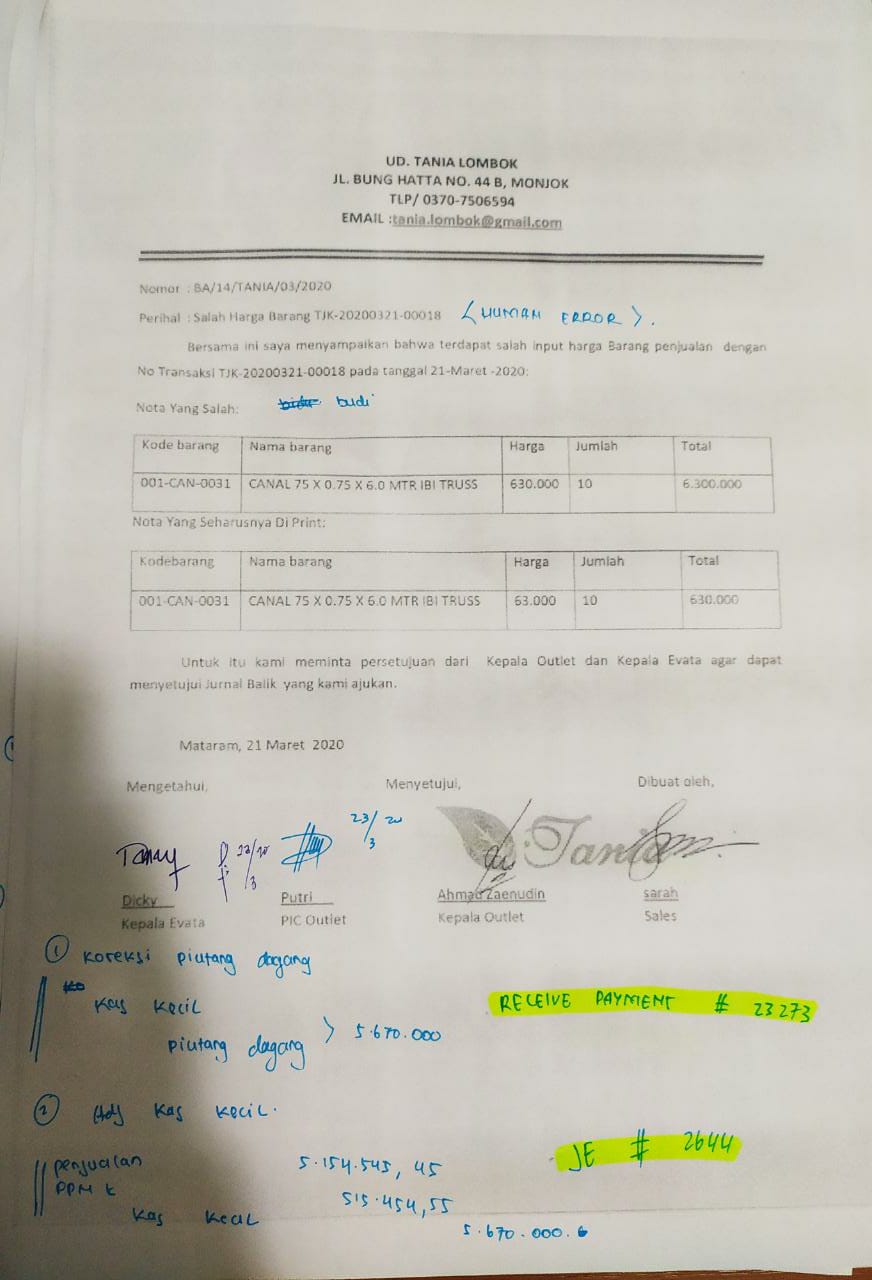 UD. TANIA LOMBOK
JL. BUNG HATTA NO. 44 B, MONJOK
TLP/ 0370-7506594
EMAIL :tania.lombok@gmail.com
Nomor : BA/14/TANIA/03/2020
Perihal : Salah Harga Barang TJK-20200321-00018 (HUMAN ERROR).
Bersama ini saya menyampaikan bahwa terdapat salah input harga Barang penjualan dengan
No Transaksi TJK-20200321-00018 pada tanggal 21-Maret -2020:
Nota Yang Salah: budi
Kode barang Nama barang Harga Jumlah Total
001-CAN-0031 CANAL 75 X 0.75 X 6.0 MTR IBI TRUSS 630.000 10 6.300.000
Nota Yang Seharusnya Di Print:
Kodebarang Nama barang Harga Jumlah Total
001-CAN-0031 CANAL 75 X 0.75 X 6.0 MTR IBI TRUSS 63.000 10 630.000
Untuk itu kami meminta persetujuan dari Kepala Outlet dan Kepala Evata agar dapat
menyetujui Jurnal Balik yang kami ajukan.
Mataram, 21 Maret 2020
Mengetahui, Menyetujui, Dibuat oleh,
23/3 20
Tania
Dicky Putri Ahmad Zaenudin sarah
Kepala Evata PIC Outlet Kepala Outlet Sales
① Koreksi piutang dagang
Kas Kecil
RECEIVE PAYMENT # 23273
piutang dagang > 5.670.000
② Adj Kas Kecil.
JE # 2644
penjualan 5.154.545,45
PPN K 515.454,55
Kas Kecil 5.670.000.